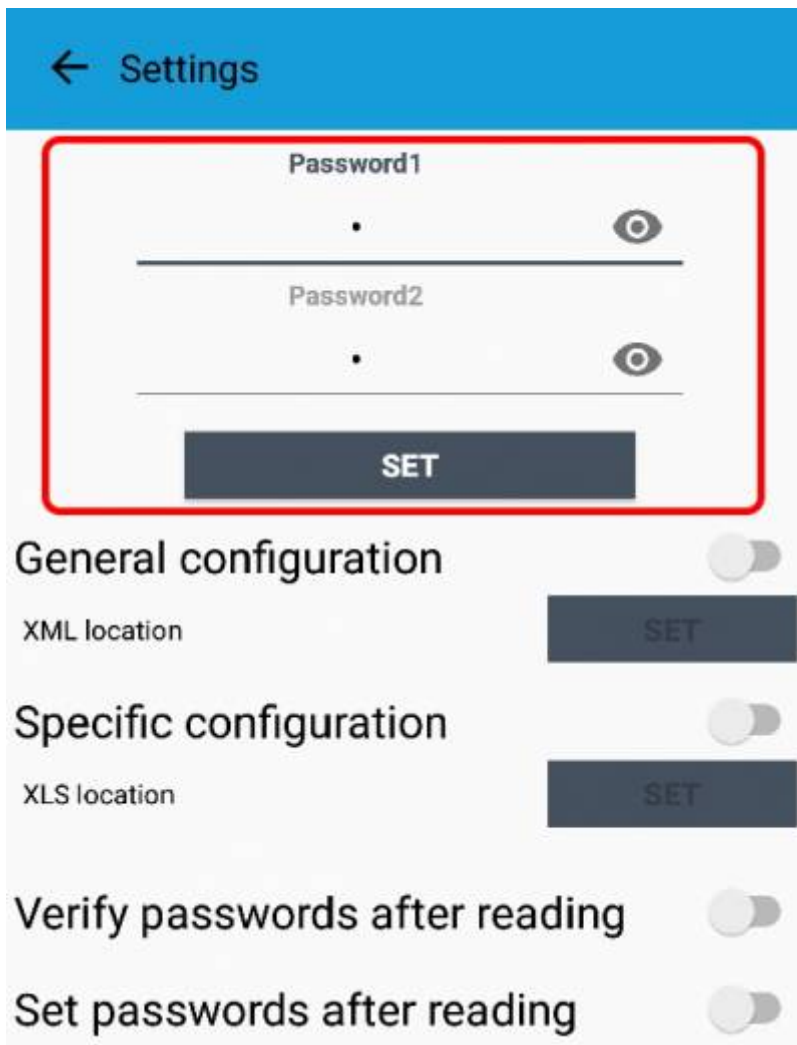 Settings
Password1
•
Password2
•
SET
General configuration
XML location
SET
Specific configuration
XLS location
SET
Verify passwords after reading
Set passwords after reading